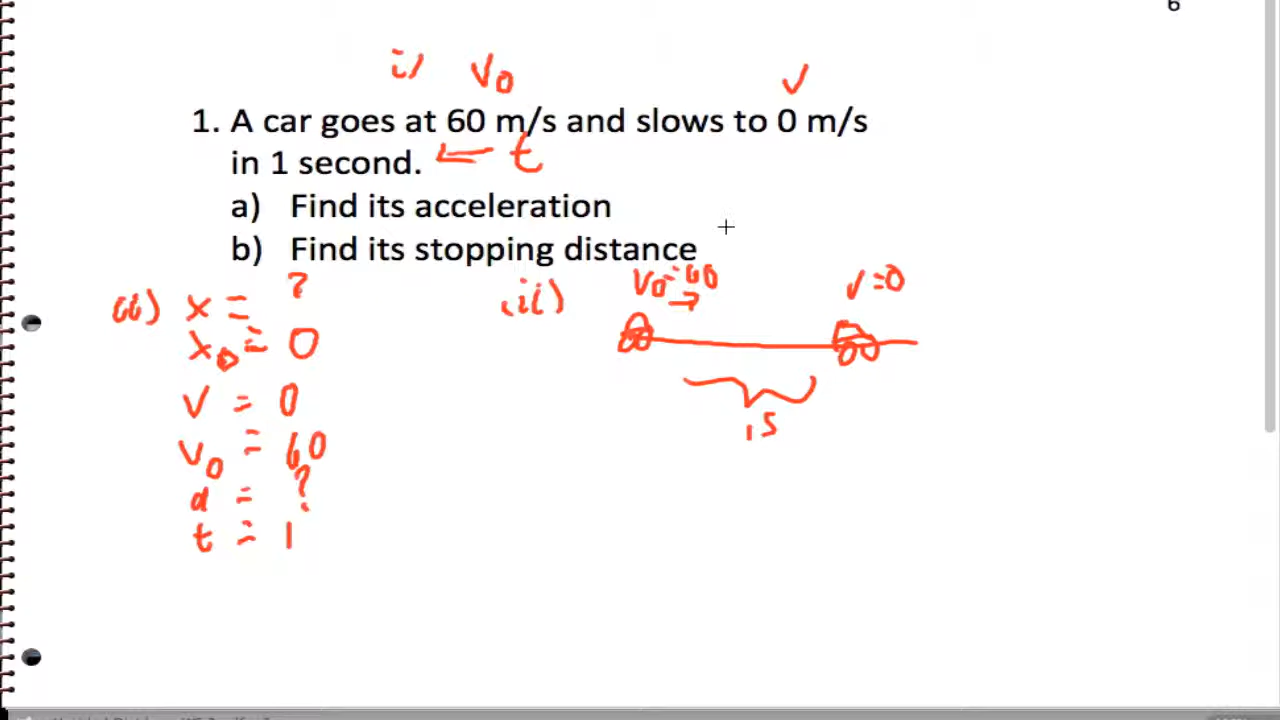 6
i) v0 v
1. A car goes at 60 m/s and slows to 0 m/s
in 1 second. ← t
a) Find its acceleration
b) Find its stopping distance
v0=60 v=0
(ii) x = ? (ii)
x0 = 0
v = 0
1s
v0 = 60
a = ?
t = 1